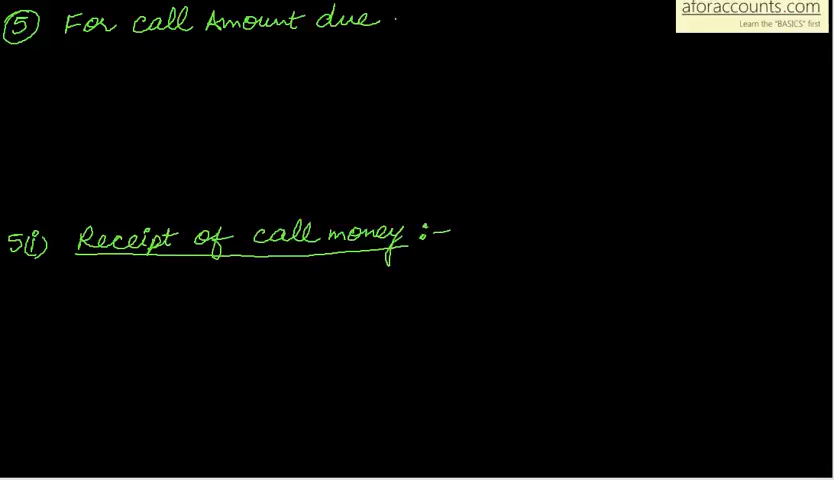 aforaccounts.com
Learn the "BASICS" first
⑤ For call Amount due .
5(i) Receipt of call money :-